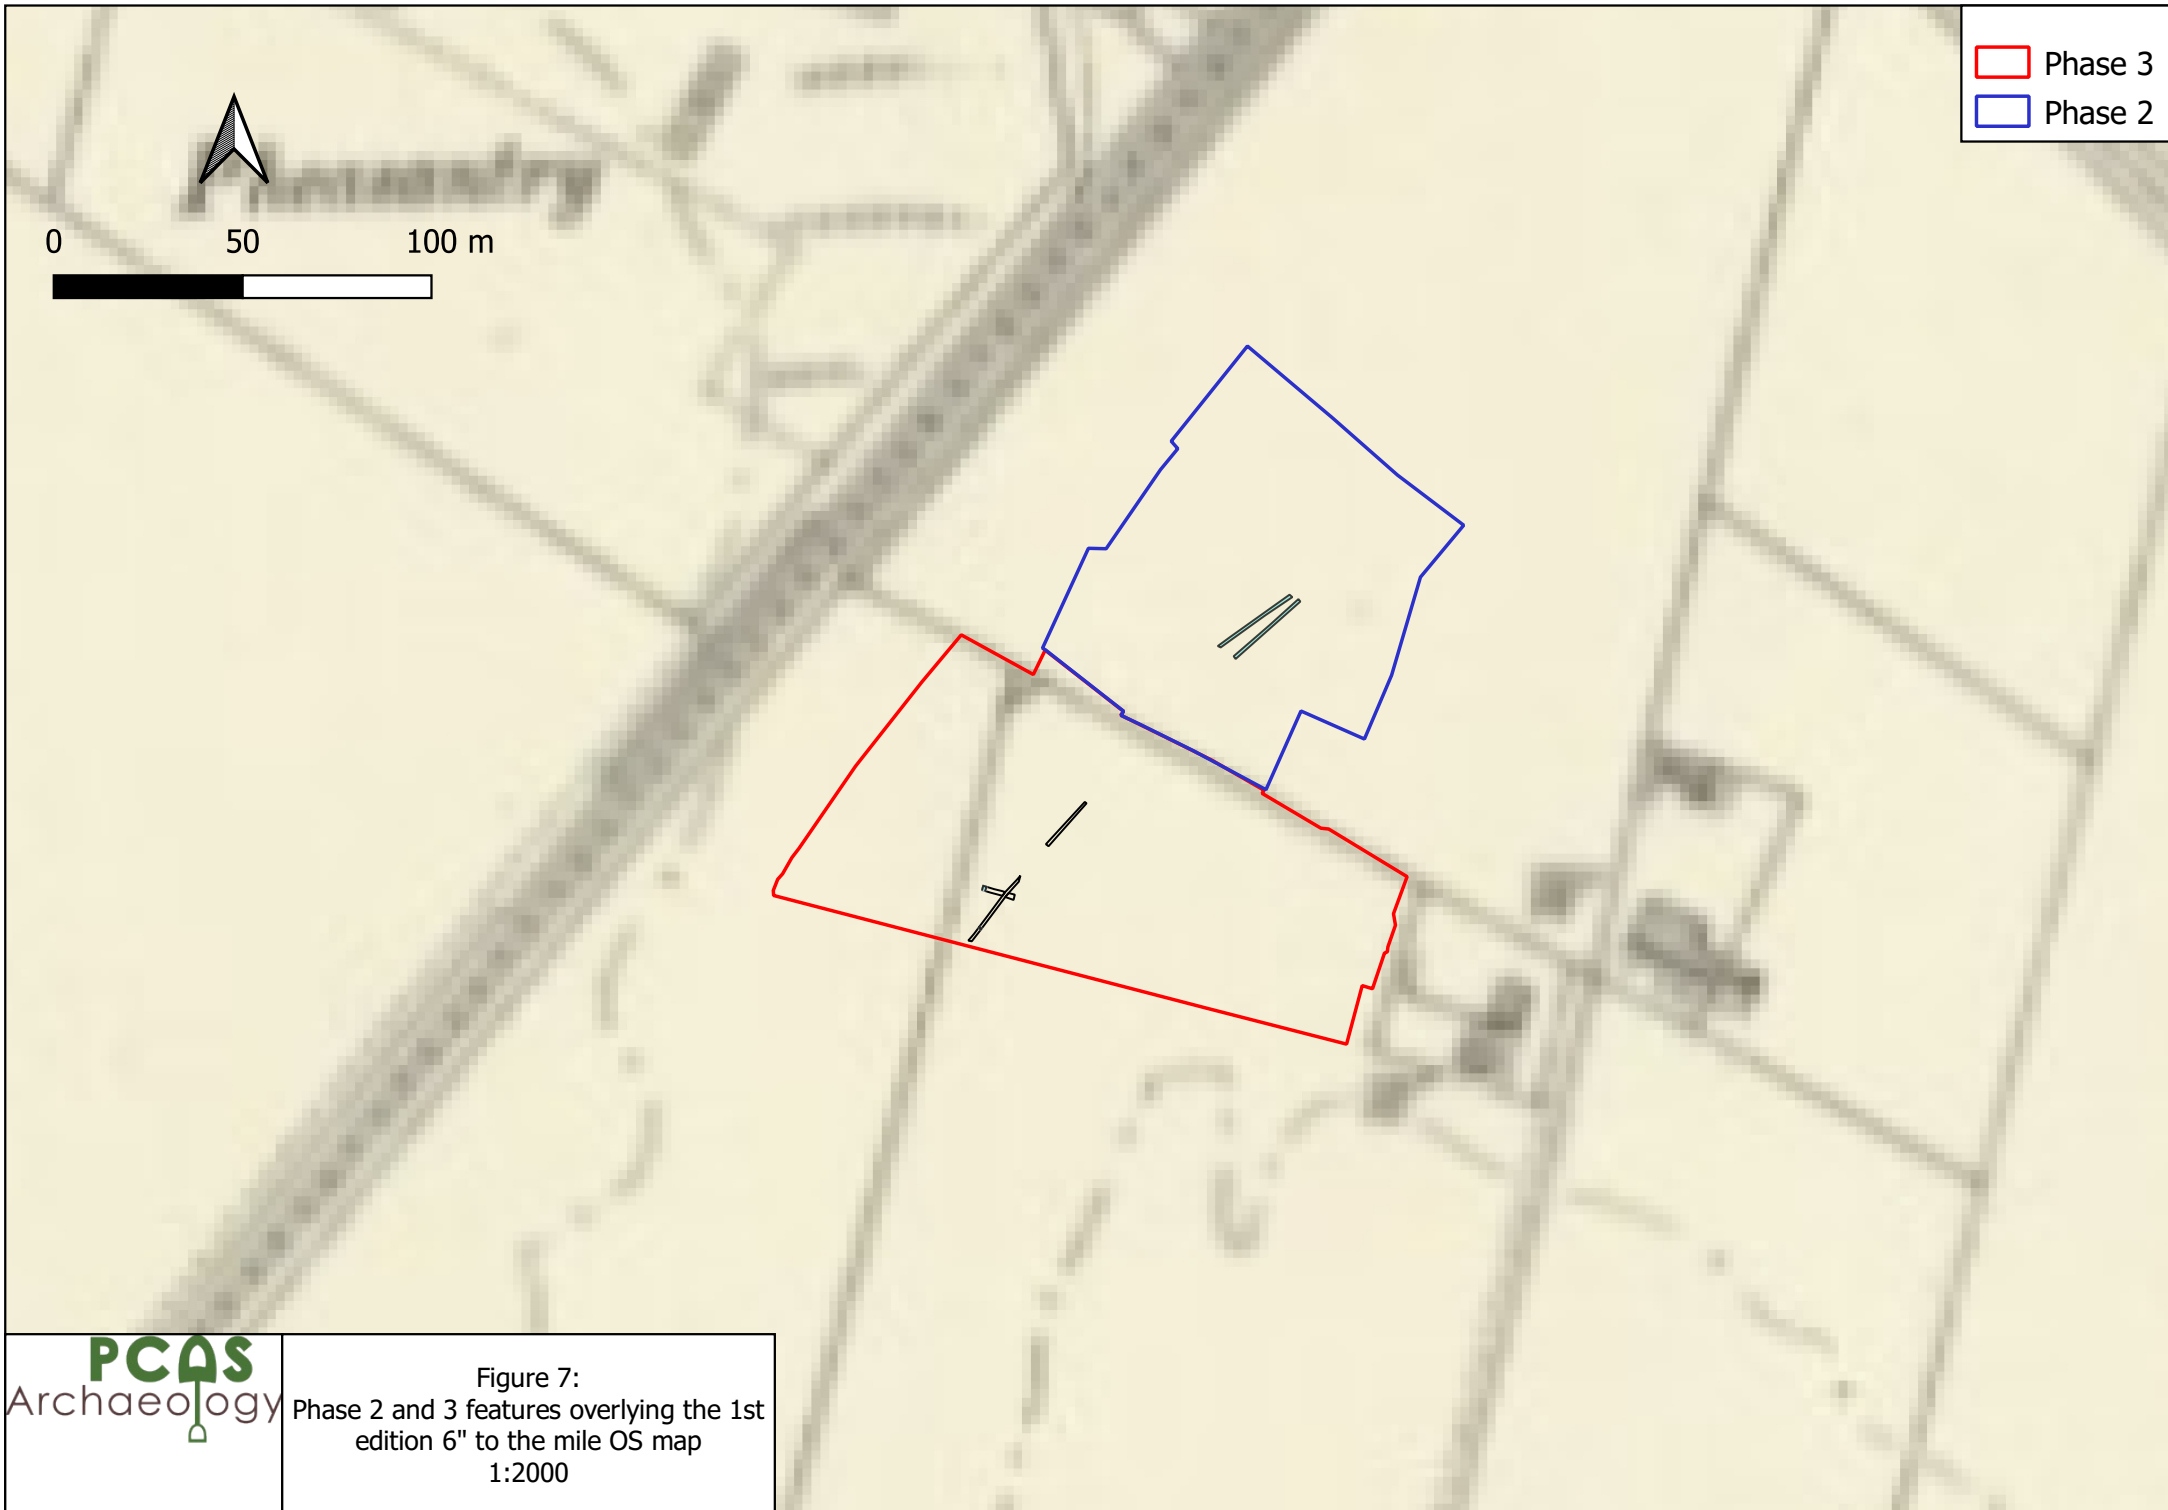 Phase 3
Phase 2
0 50 100 m
PCAS
Archaeology
Figure 7:
Phase 2 and 3 features overlying the 1st
edition 6" to the mile OS map
1:2000